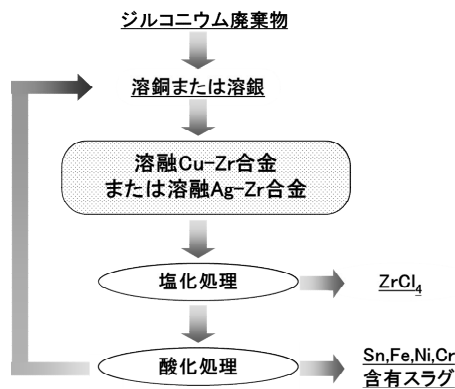 ジルコニウム廃棄物
溶銅または溶銀
溶融Cu-Zr合金
または溶融Ag-Zr合金
塩化処理
ZrCl₄
酸化処理
Sn,Fe,Ni,Cr
含有スラグ